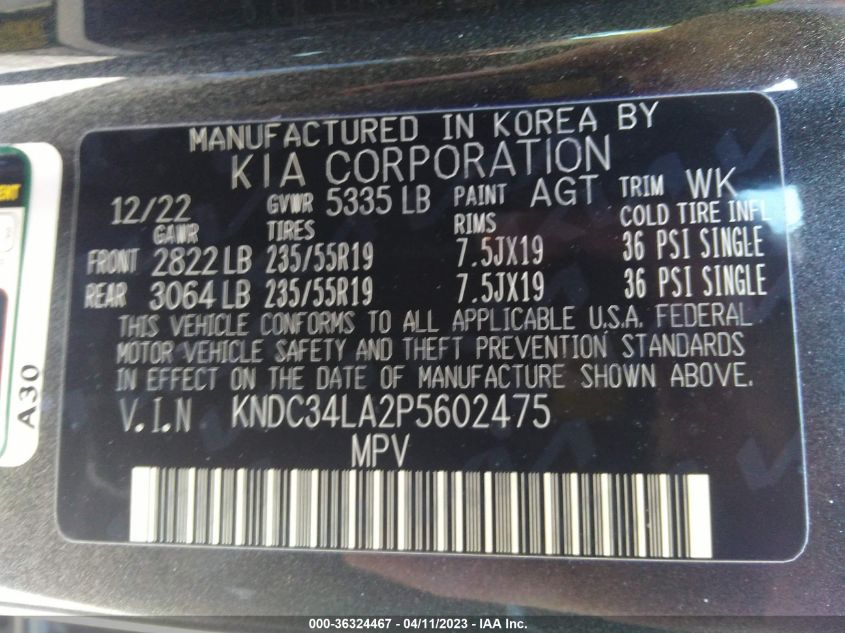 MANUFACTURED IN KOREA BY
KIA CORPORATION
12/22 GVWR 5335 LB PAINT AGT TRIM WK
GAWR TIRES RIMS COLD TIRE INFL
FRONT 2822 LB 235/55R19 7.5JX19 36 PSI SINGLE
REAR 3064 LB 235/55R19 7.5JX19 36 PSI SINGLE
THIS VEHICLE CONFORMS TO ALL APPLICABLE U.S.A. FEDERAL
MOTOR VEHICLE SAFETY AND THEFT PREVENTION STANDARDS
IN EFFECT ON THE DATE OF MANUFACTURE SHOWN ABOVE.
V.I.N KNDC34LA2P5602475
MPV
A30
000-36324467 - 04/11/2023 - IAA Inc.